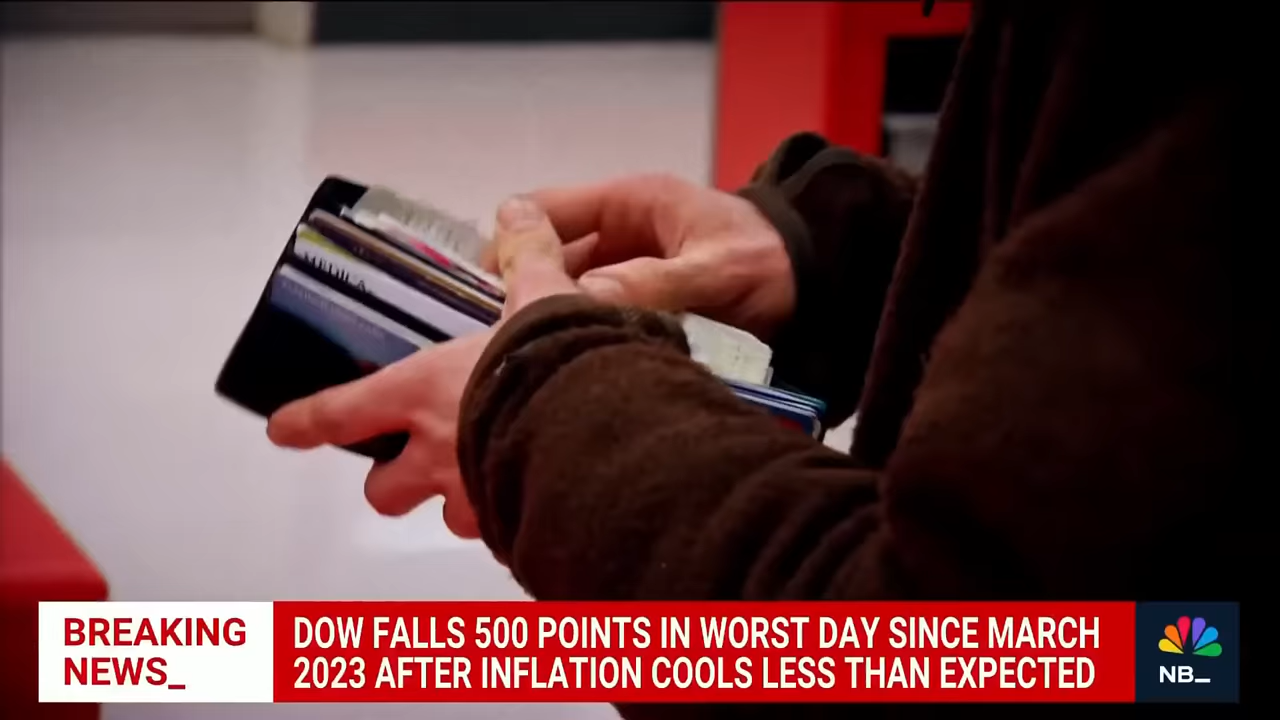 MEDICA
BREAKING
NEWS_
DOW FALLS 500 POINTS IN WORST DAY SINCE MARCH
2023 AFTER INFLATION COOLS LESS THAN EXPECTED
NB_